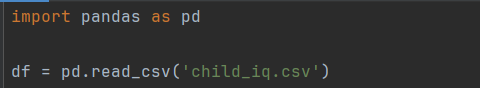 import pandas as pd
df = pd.read_csv('child_iq.csv')